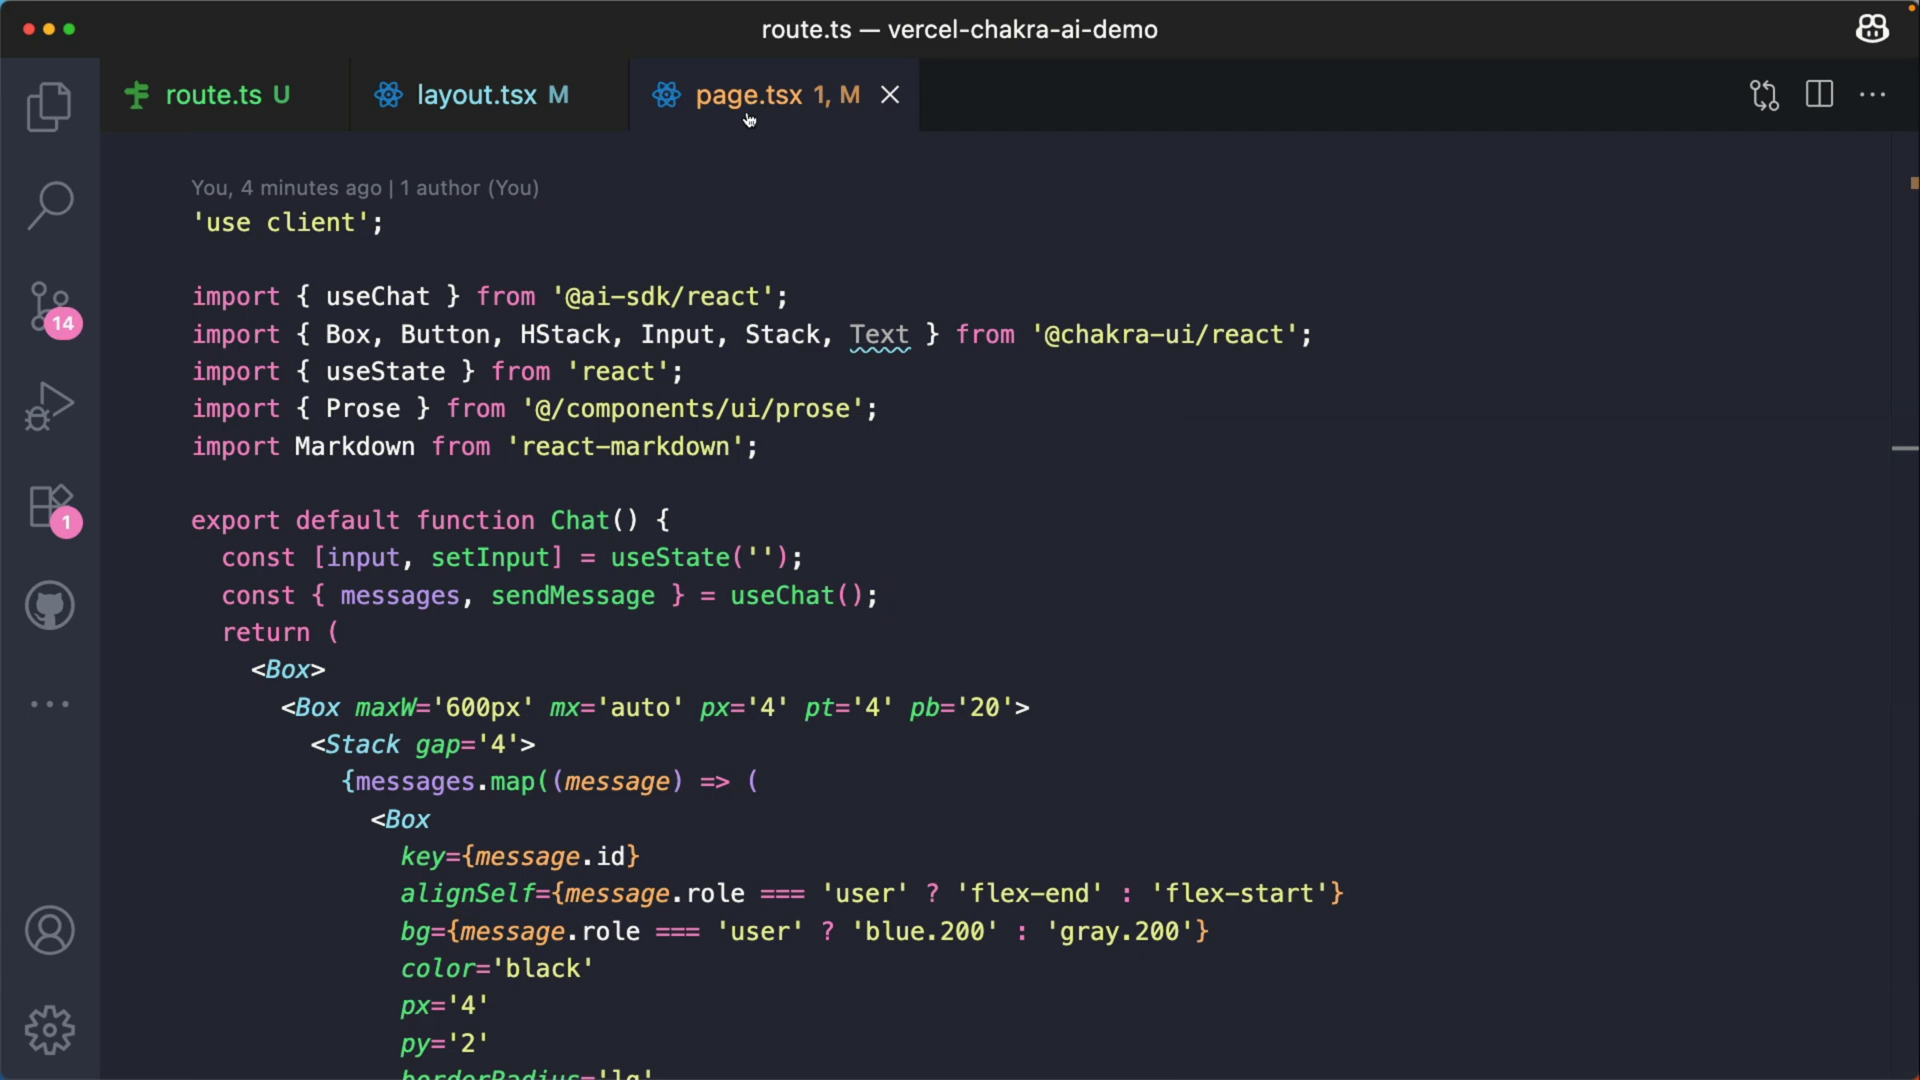 route.ts — vercel-chakra-ai-demo
route.ts U
layout.tsx M
page.tsx 1, M
You, 4 minutes ago | 1 author (You)
'use client';
import { useChat } from '@ai-sdk/react';
import { Box, Button, HStack, Input, Stack, Text } from '@chakra-ui/react';
import { useState } from 'react';
import { Prose } from '@/components/ui/prose';
import Markdown from 'react-markdown';
export default function Chat() {
const [input, setInput] = useState('');
const { messages, sendMessage } = useChat();
return (
<Box>
<Box maxW='600px' mx='auto' px='4' pt='4' pb='20'>
<Stack gap='4'>
{messages.map((message) => (
<Box
key={message.id}
alignSelf={message.role === 'user' ? 'flex-end' : 'flex-start'}
bg={message.role === 'user' ? 'blue.200' : 'gray.200'}
color='black'
px='4'
py='2'
borderRadius='lg'
14
1